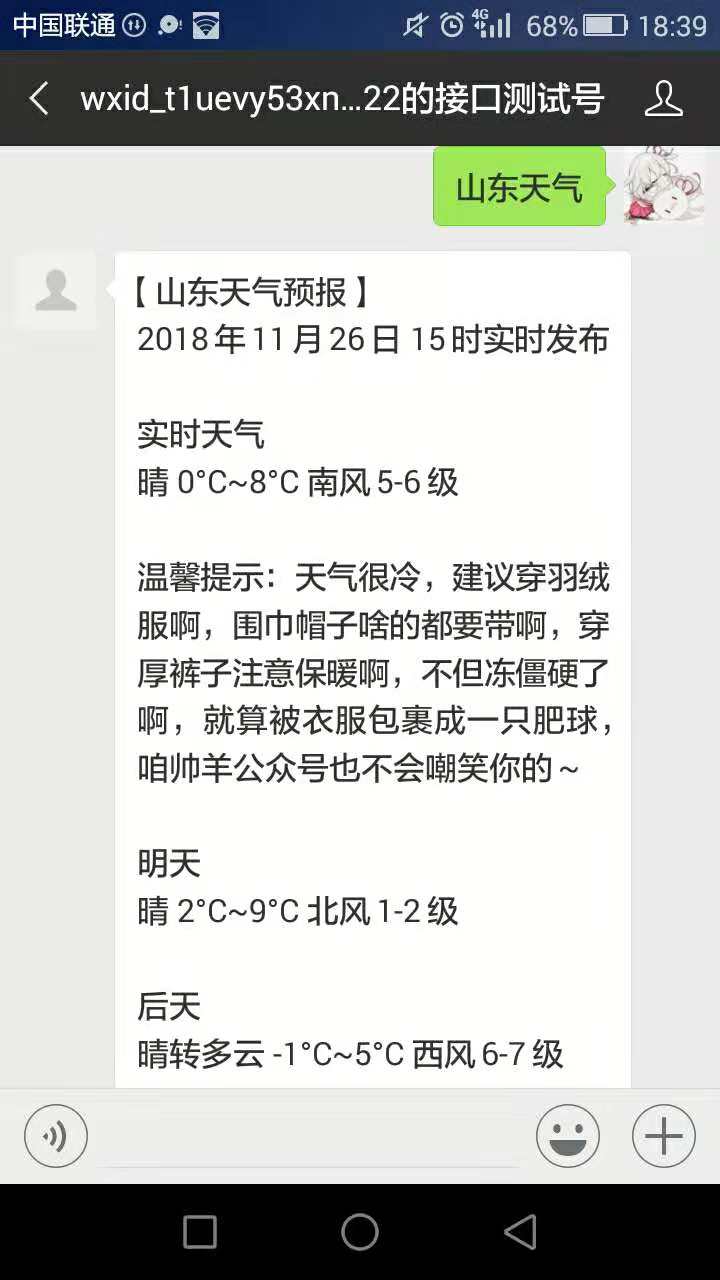 中国联通 4G 68% 18:39
wxid_t1uevy53xn...22的接口测试号
山东天气
【山东天气预报】
2018年11月26日 15时实时发布
实时天气
晴 0°C~8°C 南风 5-6 级
温馨提示：天气很冷，建议穿羽绒
服啊，围巾帽子啥的都要带啊，穿
厚裤子注意保暖啊，不但冻僵硬了
啊，就算被衣服包裹成一只肥球，
咱帅羊公众号也不会嘲笑你的~
明天
晴 2°C~9°C 北风 1-2 级
后天
晴转多云 -1°C~5°C 西风 6-7 级